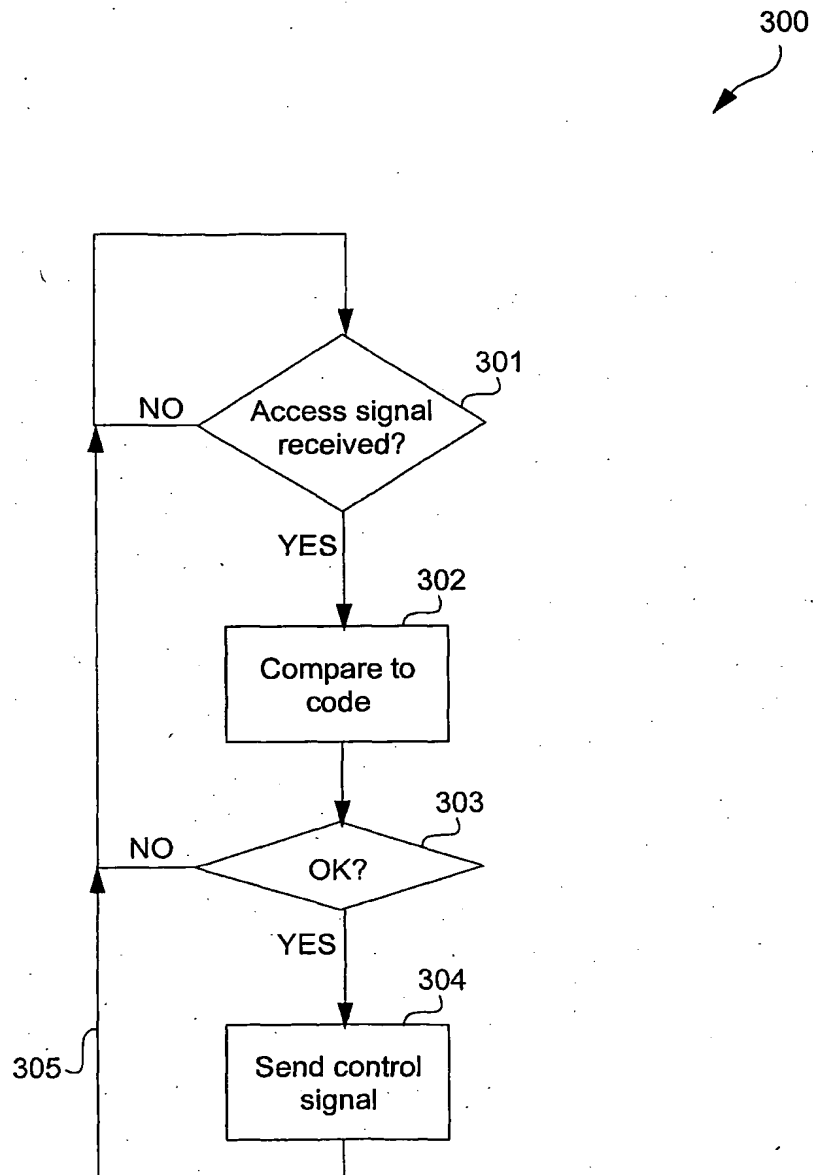 300
301
Access signal
received?
NO
YES
302
Compare to
code
303
OK?
NO
YES
304
Send control
signal
305